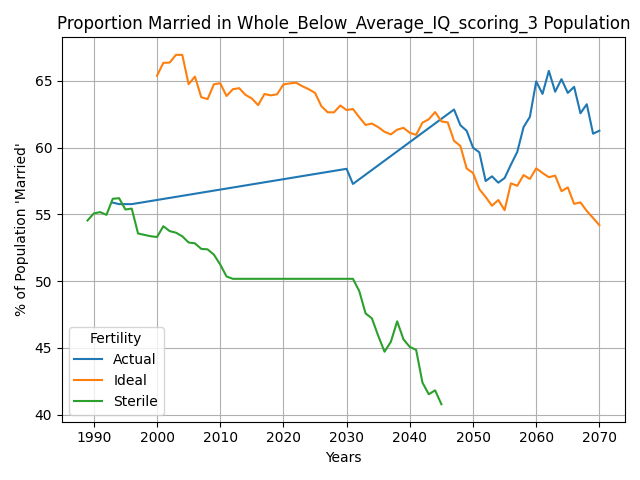 Proportion Married in Whole_Below_Average_IQ_scoring_3 Population
% of Population 'Married'
65
60
55
50
45
40
Fertility
Actual
Ideal
Sterile
1990 2000 2010 2020 2030 2040 2050 2060 2070
Years